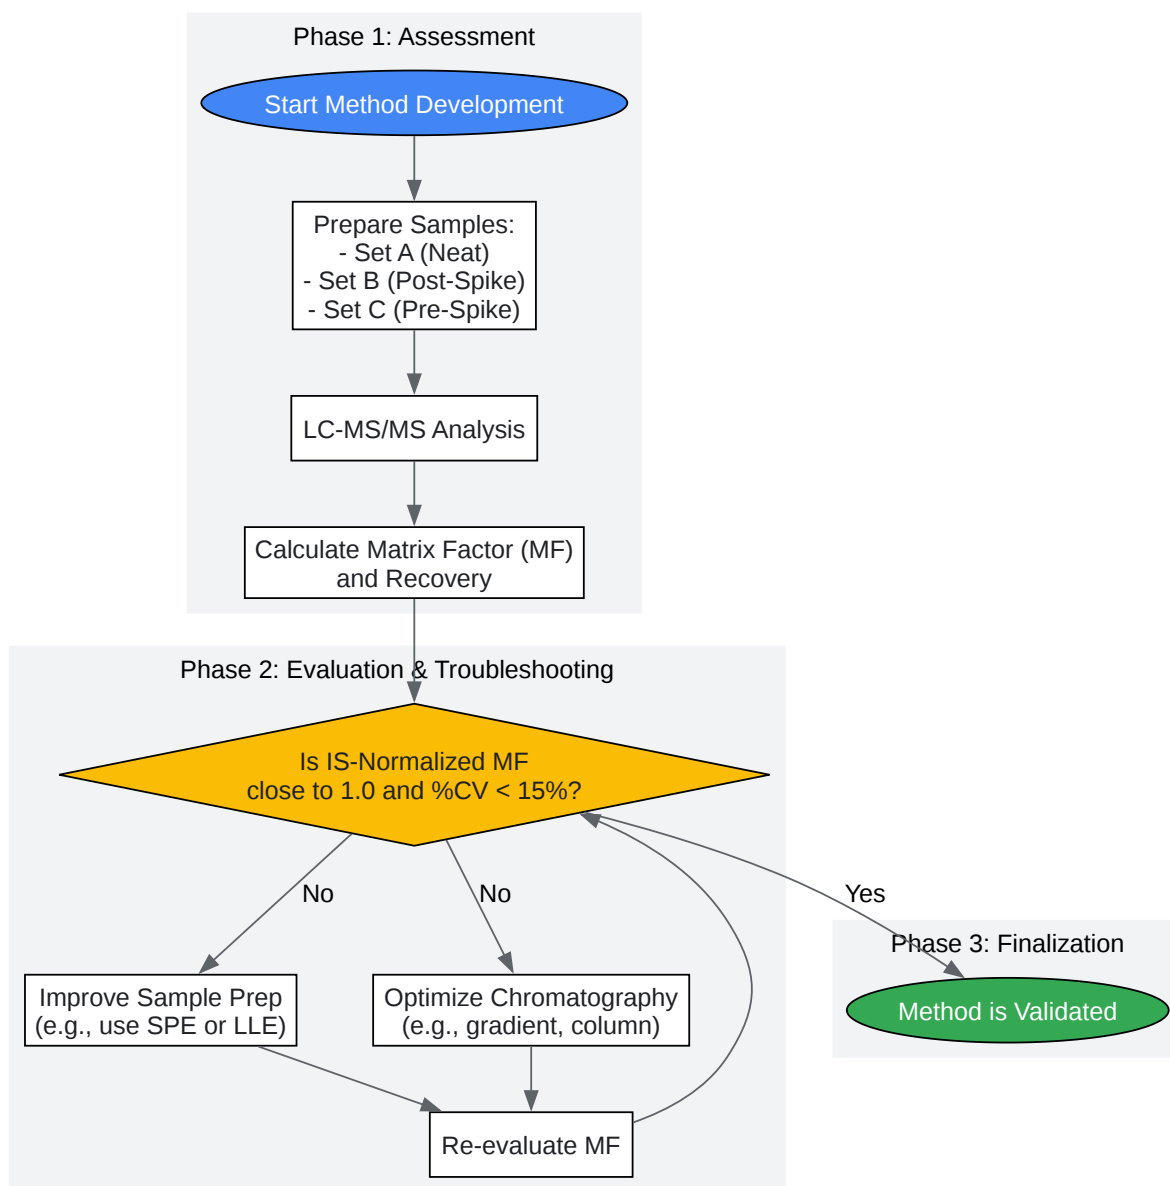 Phase 1: Assessment
Start Method Development
Prepare Samples:
- Set A (Neat)
- Set B (Post-Spike)
- Set C (Pre-Spike)
LC-MS/MS Analysis
Calculate Matrix Factor (MF)
and Recovery
Phase 2: Evaluation & Troubleshooting
Is IS-Normalized MF
close to 1.0 and %CV < 15%?
No
No
Yes
Phase 3: Finalization
Improve Sample Prep
(e.g., use SPE or LLE)
Optimize Chromatography
(e.g., gradient, column)
Method is Validated
Re-evaluate MF